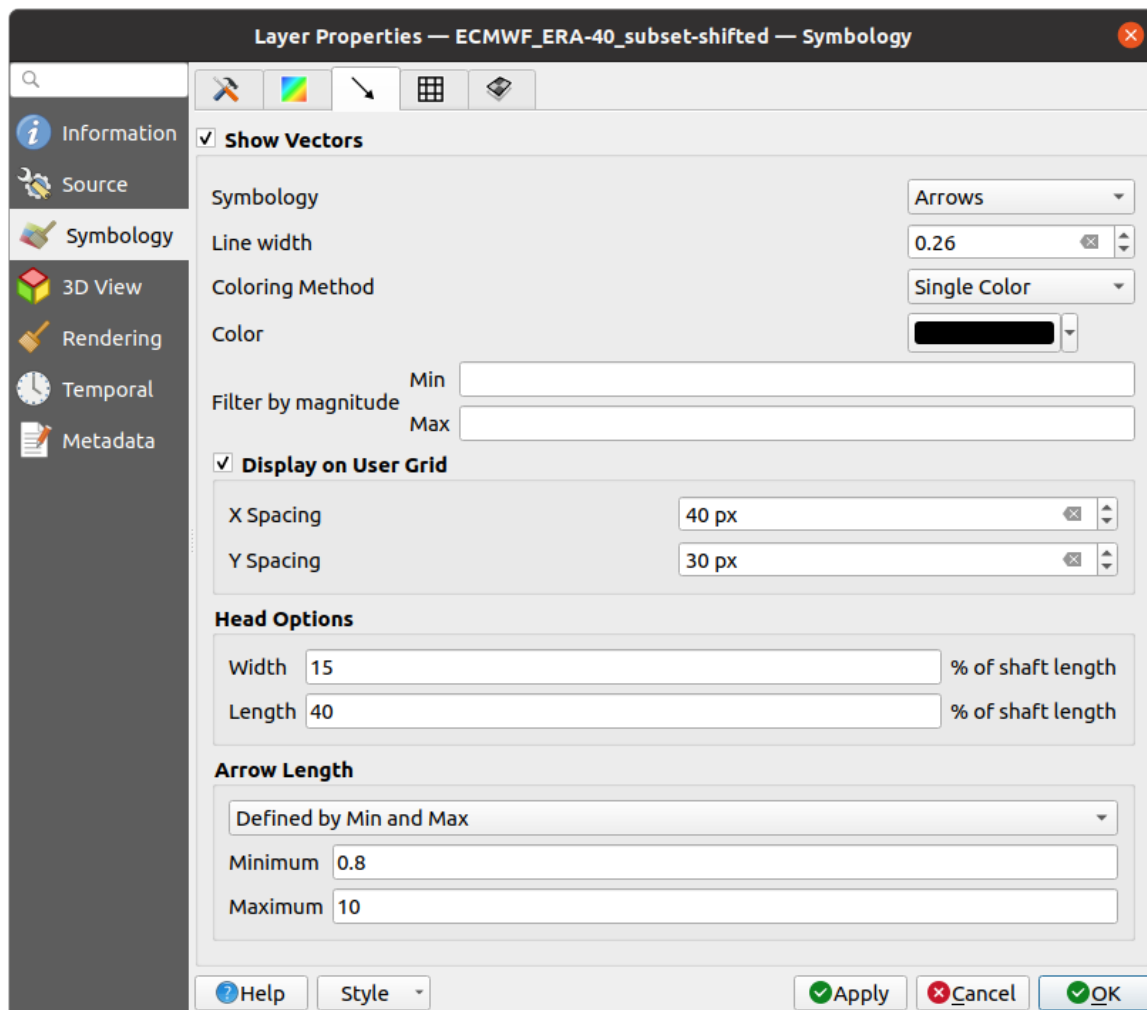 Layer Properties — ECMWF_ERA-40_subset-shifted — Symbology
Information
Source
Symbology
3D View
Rendering
Temporal
Metadata
Show Vectors
Symbology Arrows
Line width 0.26
Coloring Method Single Color
Color
Filter by magnitude
Min
Max
Display on User Grid
X Spacing 40 px
Y Spacing 30 px
Head Options
Width 15 % of shaft length
Length 40 % of shaft length
Arrow Length
Defined by Min and Max
Minimum 0.8
Maximum 10
Help Style Apply Cancel OK